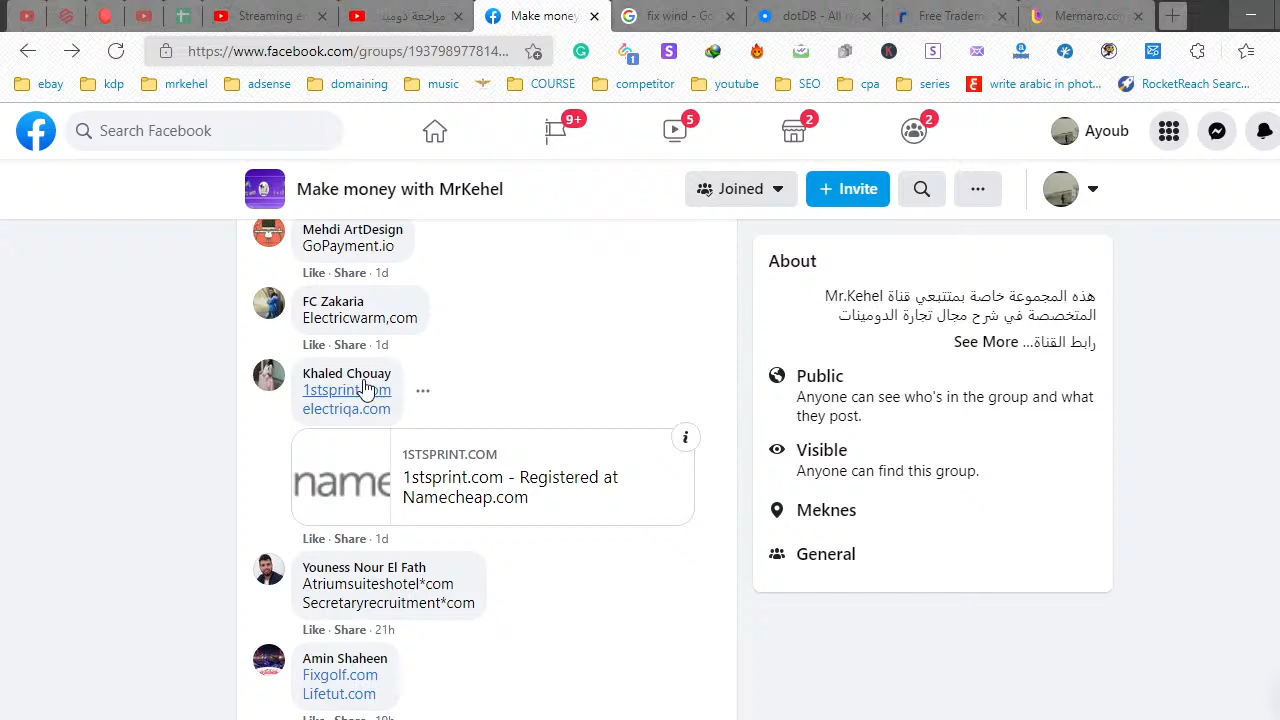 Streaming e
مراجعة دومي
Make money
fix wind - Go
dotDB - All r
Free Tradem
Mermaro.co
https://www.facebook.com/groups/193798977814...
1
ebay
kdp
mrkehel
adsense
domaining
music
COURSE
competitor
youtube
SEO
cpa
series
write arabic in phot...
RocketReach Searc...
Search Facebook
9+
5
2
2
Ayoub
Make money with MrKehel
Joined
+ Invite
Mehdi ArtDesign
GoPayment.io
Like · Share · 1d
FC Zakaria
Electricwarm,com
Like · Share · 1d
Khaled Chouay
1stsprint.com
electriqa.com
1STSPRINT.COM
1stsprint.com - Registered at
Namecheap.com
Like · Share · 1d
Youness Nour El Fath
Atriumsuiteshotel*com
Secretaryrecruitment*com
Like · Share · 21h
Amin Shaheen
Fixgolf.com
Lifetut.com
Like · Share · 19h
About
هذه المجموعة خاصة بمتتبعي قناة Mr.Kehel
المتخصصة في شرح مجال تجارة الدومينات
رابط القناة... See More
Public
Anyone can see who's in the group and what
they post.
Visible
Anyone can find this group.
Meknes
General
name